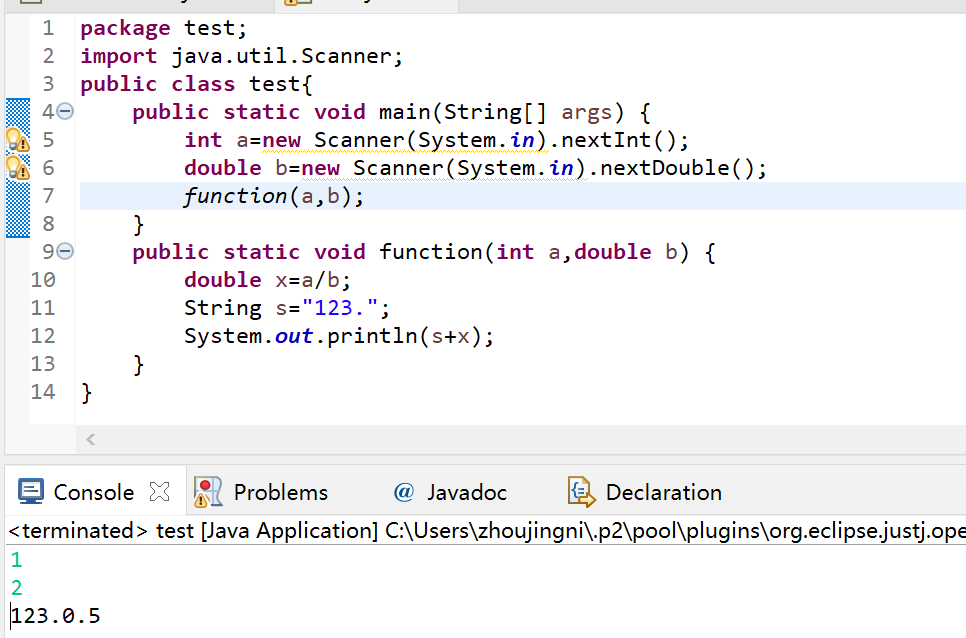 1 package test;
2 import java.util.Scanner;
3 public class test{
4 public static void main(String[] args) {
5 int a=new Scanner(System.in).nextInt();
6 double b=new Scanner(System.in).nextDouble();
7 function(a,b);
8 }
9 public static void function(int a,double b) {
10 double x=a/b;
11 String s="123.";
12 System.out.println(s+x);
13 }
14 }
Console Problems @ Javadoc Declaration
<terminated> test [Java Application] C:\Users\zhoujingni\.p2\pool\plugins\org.eclipse.justj.ope
1
2
123.0.5